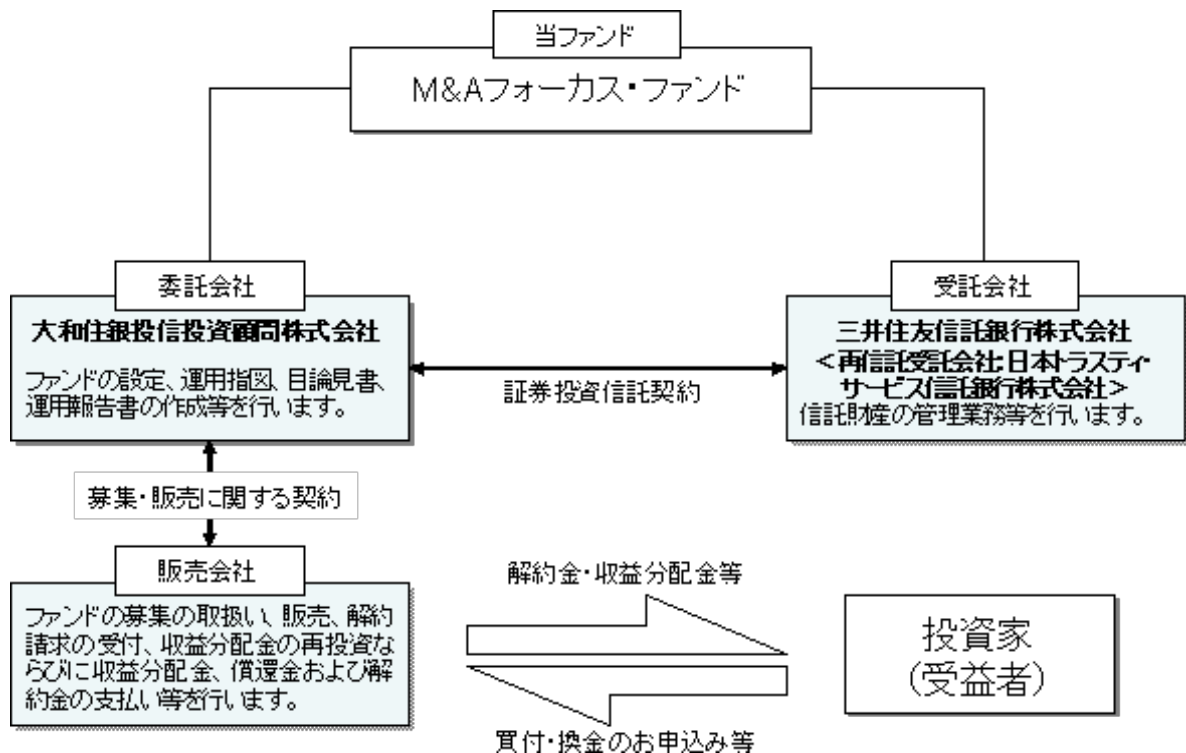 当ファンド
M&Aフォーカス・ファンド
委託会社
大和住銀投信投資顧問株式会社
ファンドの設定、運用指図、目論見書、
運用報告書の作成等を行います。
証券投資信託契約
受託会社
三井住友信託銀行株式会社
<再信託受託会社:日本トラスティ・
サービス信託銀行株式会社>
信託財産の管理業務等を行います。
募集・販売に関する契約
販売会社
ファンドの募集の取扱い、販売、解約
請求の受付、収益分配金の再投資な
らびに収益分配金、償還金および解
約金の支払い等を行います。
解約金・収益分配金等
買付・換金のお申込み等
投資家
(受益者)